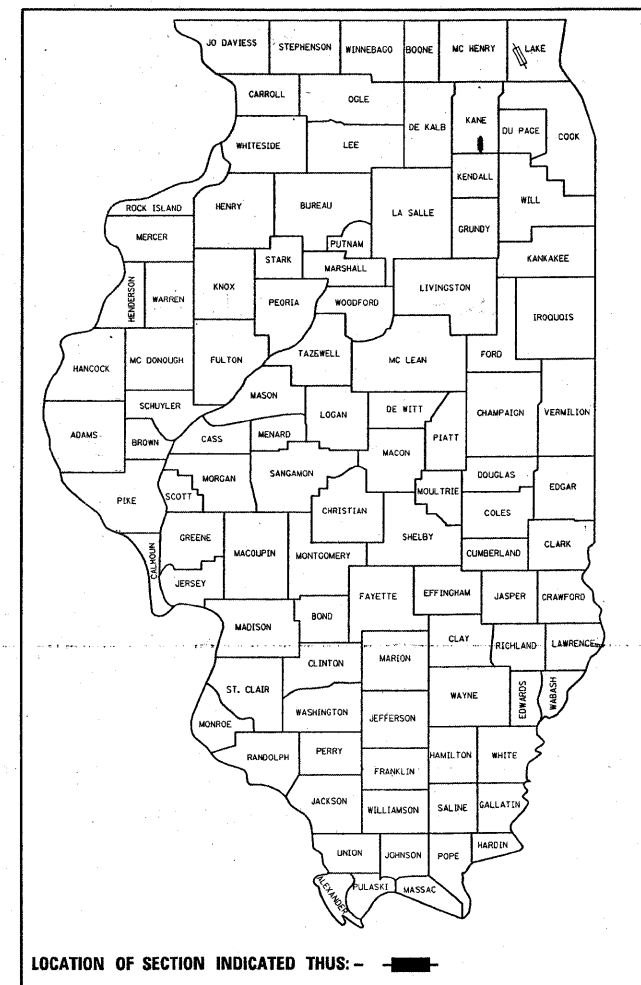 JO DAVIESS STEPHENSON WINNEBAGO BOONE MC HENRY LAKE
CARROLL OGLE DE KALB KANE DU PAGE COOK
WHITESIDE LEE
KENDALL WILL
ROCK ISLAND HENRY BUREAU LA SALLE GRUNDY
MERCER PUTNAM
STARK MARSHALL KANKAKEE
HENDERSON WARREN KNOX PEORIA WOODFORD LIVINGSTON IROQUOIS
HANCOCK MC DONOUGH FULTON TAZEWELL MC LEAN FORD
SCHUYLER MASON LOGAN DE WITT CHAMPAIGN VERMILION
ADAMS BROWN CASS MENARD MACON PIATT
PIKE SCOTT MORGAN SANGAMON CHRISTIAN MOULTRIE DOUGLAS EDGAR
COLES
CALHOUN GREENE MACOUPIN MONTGOMERY SHELBY CUMBERLAND CLARK
JERSEY
MADISON BOND FAYETTE EFFINGHAM JASPER CRAWFORD
CLINTON MARION CLAY RICHLAND LAWRENCE
ST. CLAIR WASHINGTON JEFFERSON WAYNE EDWARDS WABASH
MONROE
RANDOLPH PERRY FRANKLIN HAMILTON WHITE
JACKSON WILLIAMSON SALINE GALLATIN
UNION JOHNSON POPE HARDIN
ALEXANDER PULASKI MASSAC
LOCATION OF SECTION INDICATED THUS: –